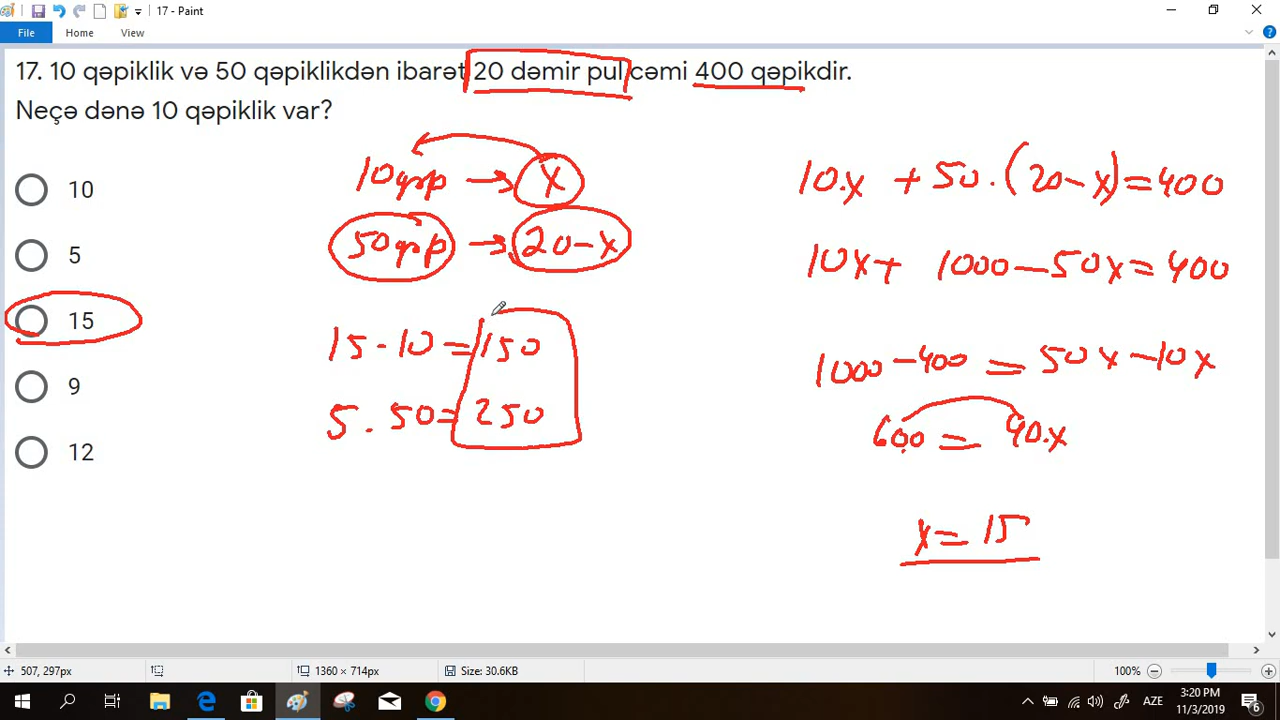 17 - Paint
File Home View
17. 10 qəpiklik və 50 qəpiklikdən ibarət 20 dəmir pul cəmi 400 qəpikdir.
Neçə dənə 10 qəpiklik var?
10
5
15
9
12
10qəp → x
50qəp → 20-x
15·10=150
5.50=250
10.x + 50.(20-x)=400
10x+ 1000-50x=400
1000-400=50x-10x
600=40.x
x=15
507, 297px
1360 × 714px
Size: 30.6KB
100%
AZE
3:20 PM
11/3/2019
6